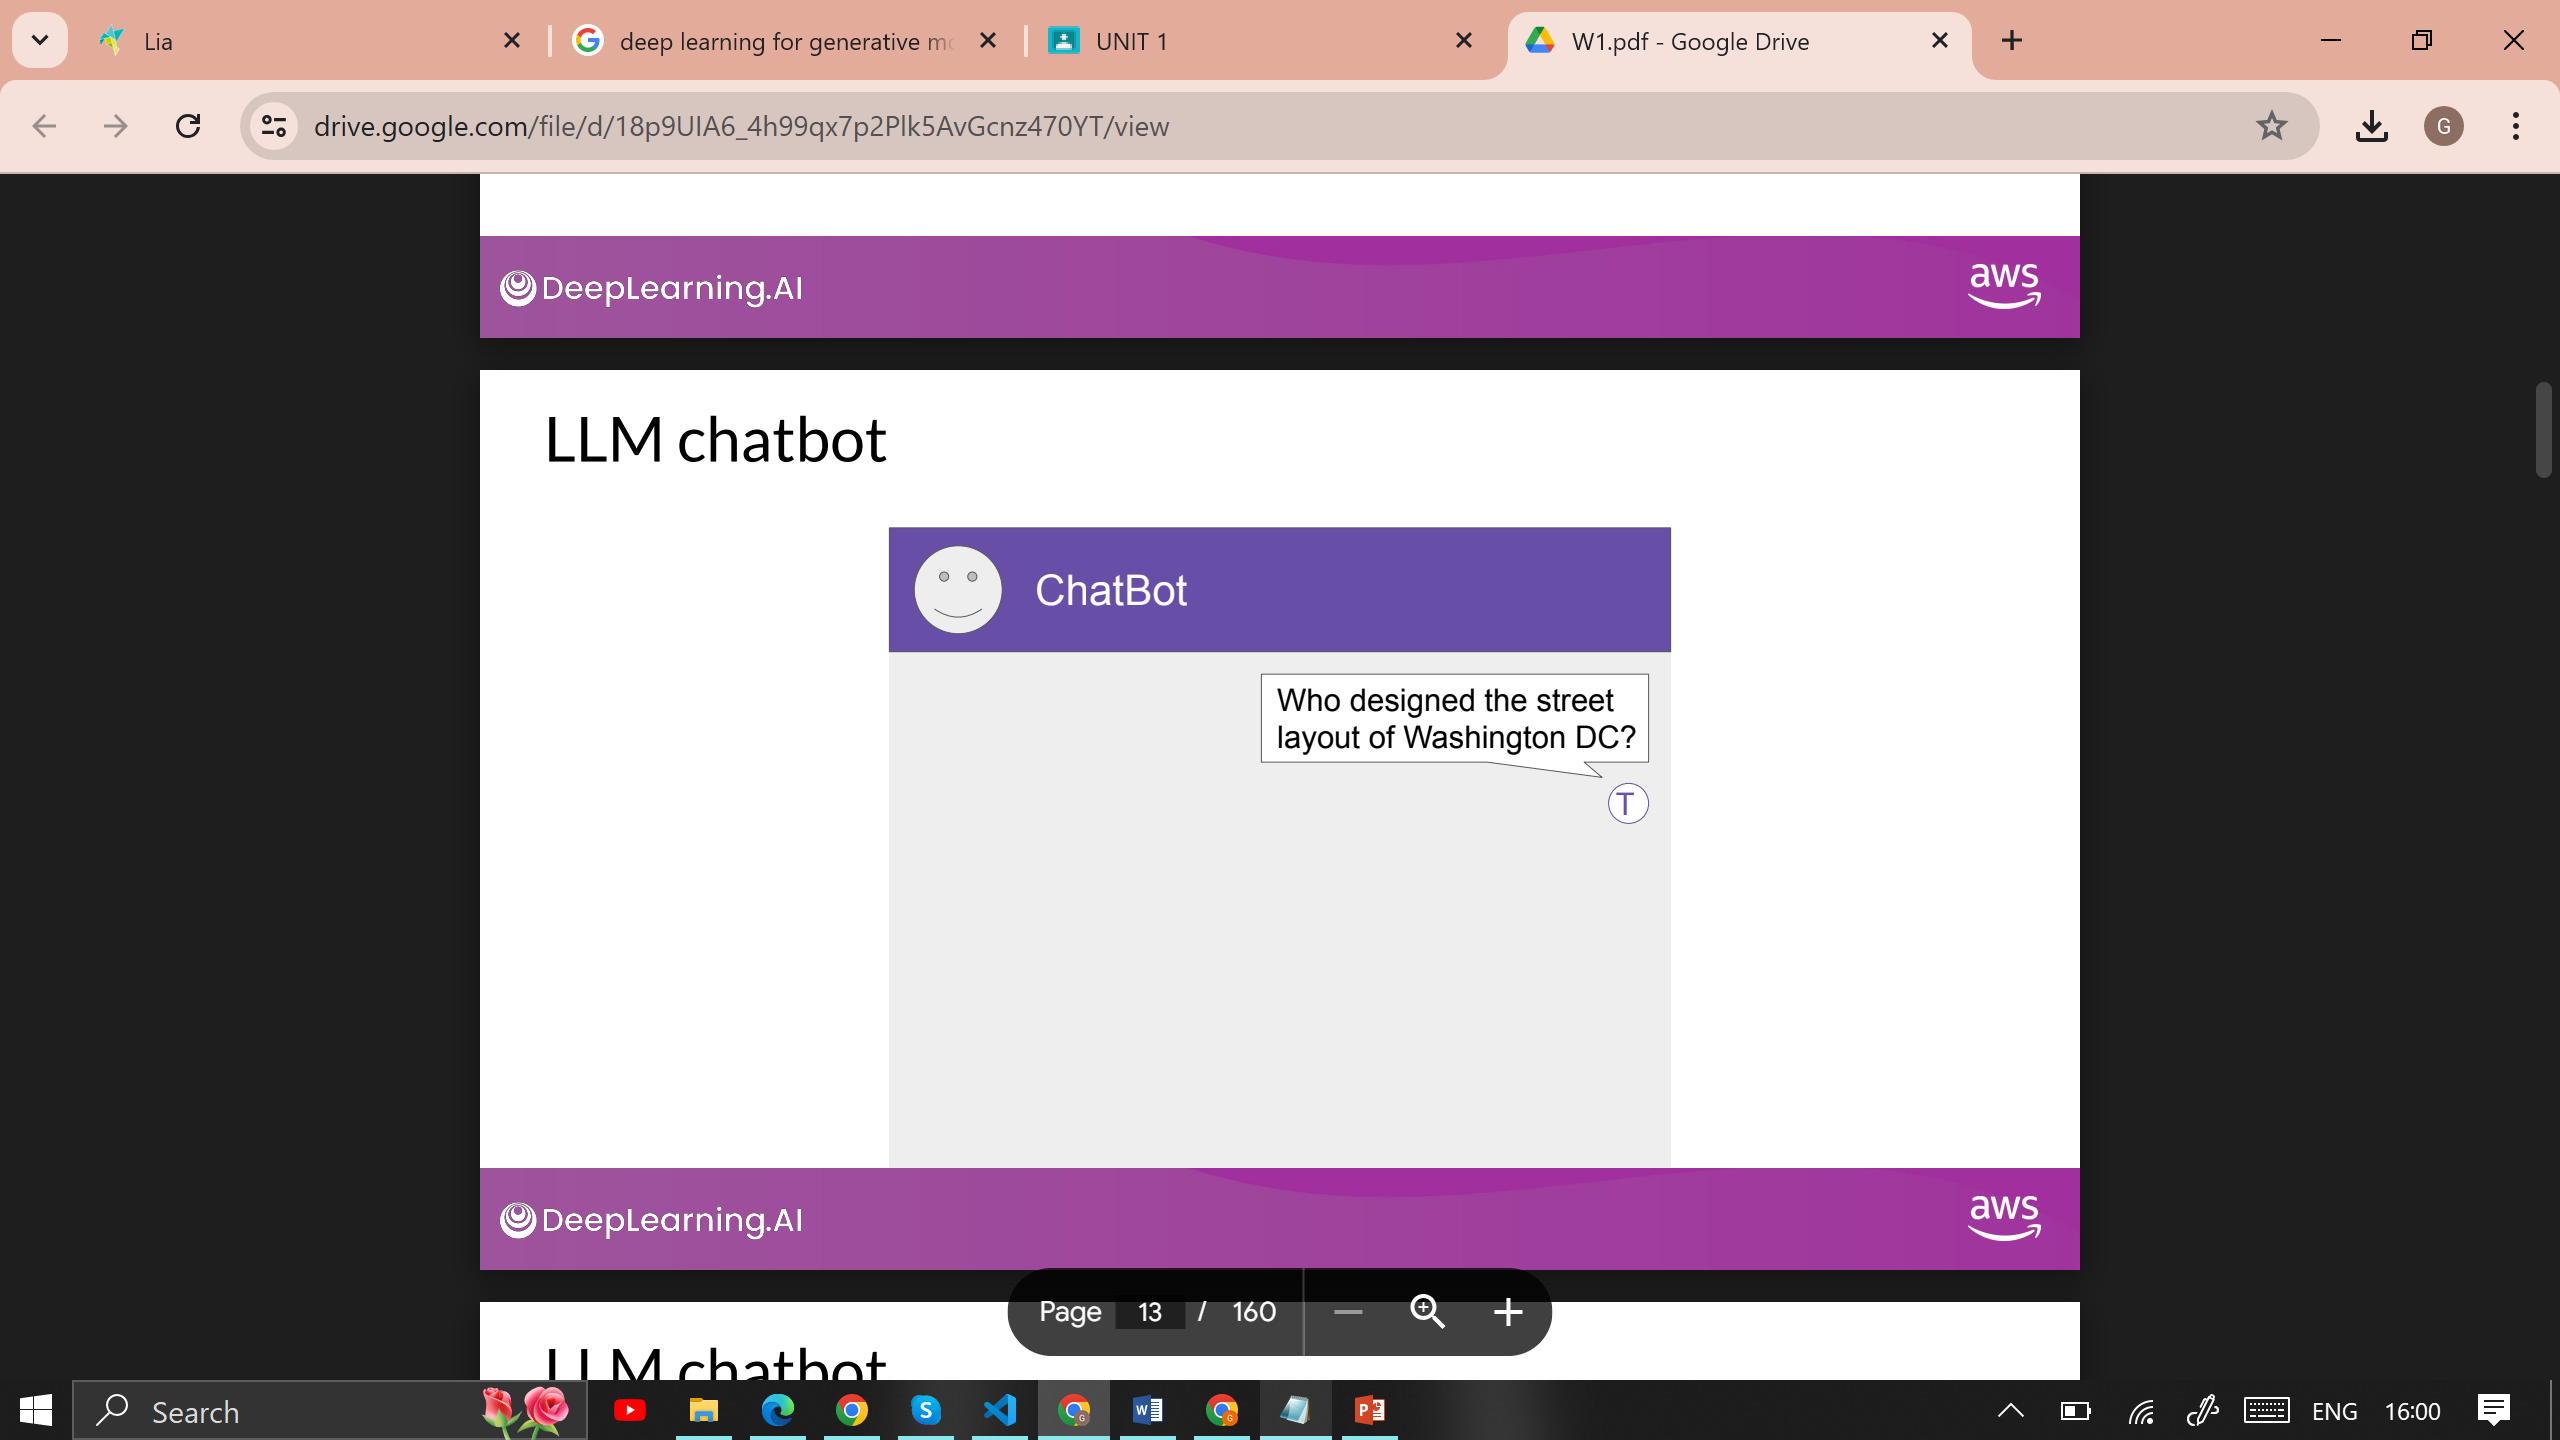 Lia
deep learning for generative mo
UNIT 1
W1.pdf - Google Drive
drive.google.com/file/d/18p9UIA6_4h99qx7p2Plk5AvGcnz470YT/view
G
DeepLearning.AI
aws
LLM chatbot
ChatBot
Who designed the street
layout of Washington DC?
T
DeepLearning.AI
aws
Page 13 / 160
LLM chatbot
Search
ENG
16:00